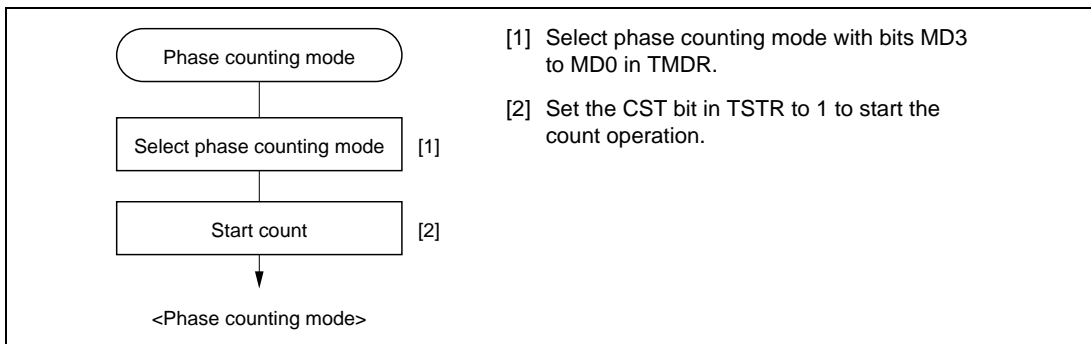 Phase counting mode
Select phase counting mode [1]
Start count [2]
<Phase counting mode>
[1] Select phase counting mode with bits MD3
to MD0 in TMDR.
[2] Set the CST bit in TSTR to 1 to start the
count operation.